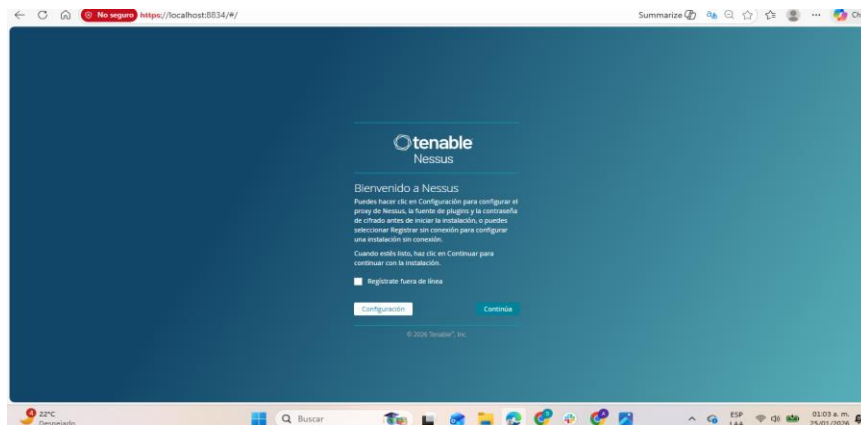 No seguro https://localhost:8834/#/ Summarize
tenable
Nessus
Bienvenido a Nessus
Puedes hacer clic en Configuración para configurar el
proxy de Nessus, la fuente de plugins y la contraseña
de cifrado antes de iniciar la instalación, o puedes
seleccionar Registrar sin conexión para configurar
una instalación sin conexión.
Cuando estés listo, haz clic en Continuar para
continuar con la instalación.
Regístrate fuera de línea
Configuración Continúa
© 2026 Tenable™, Inc.
4 22°C Buscar ESP 01:03 a. m.
Despejado LAA 25/01/2026